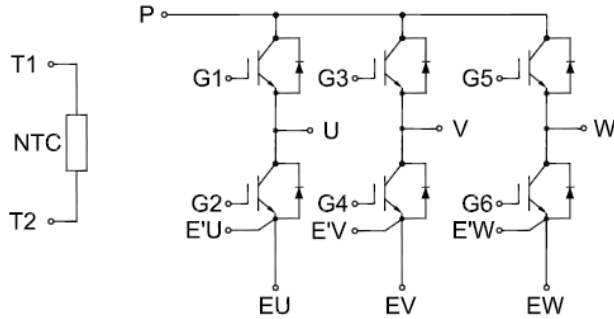 P
T1
G1 G3 G5
NTC
U V W
T2
G2 G4 G6
E'U E'V E'W
EU EV EW